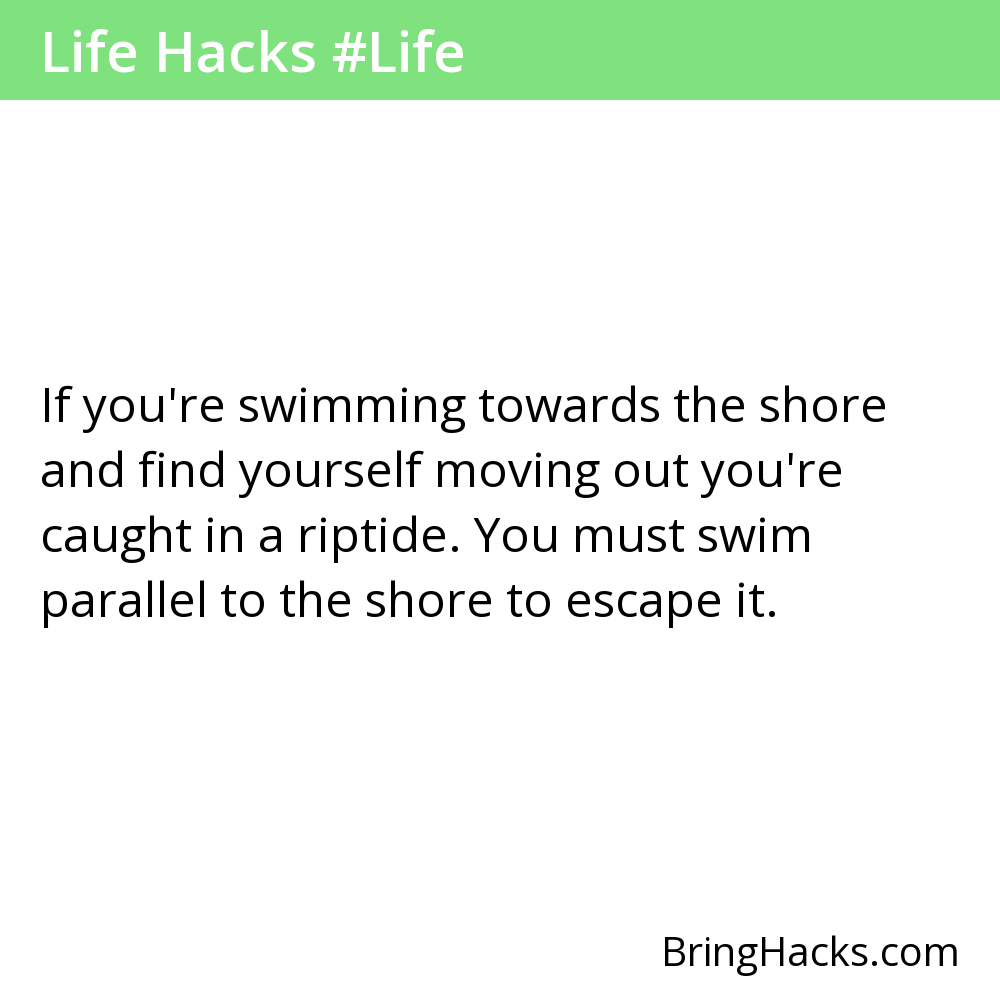 Life Hacks #Life
If you're swimming towards the shore
and find yourself moving out you're
caught in a riptide. You must swim
parallel to the shore to escape it.
BringHacks.com